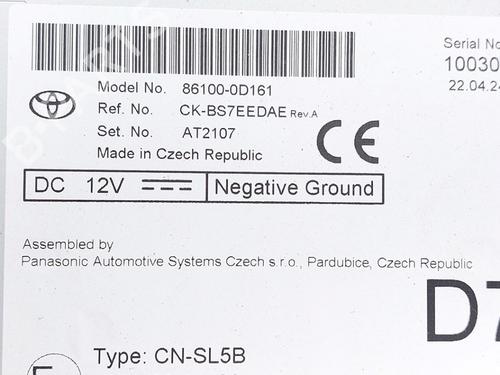 Serial No
Model No. 86100-0D161
10030
Ref. No. CK-BS7EEDAE Rev.A
22.04.24
Set. No. AT2107
Made in Czech Republic
CE
DC 12V Negative Ground
Assembled by
Panasonic Automotive Systems Czech s.r.o., Pardubice, Czech Republic
D7
Type: CN-SL5B